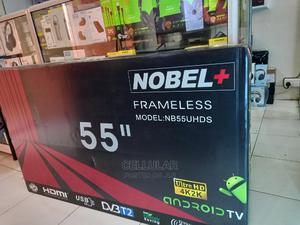 NOBEL+
FRAMELESS
MODEL:NB55UHDS
55"
CELLULAR
Ultra HD
4K2K
HDMI
USB
DVB T2
ANDROID TV